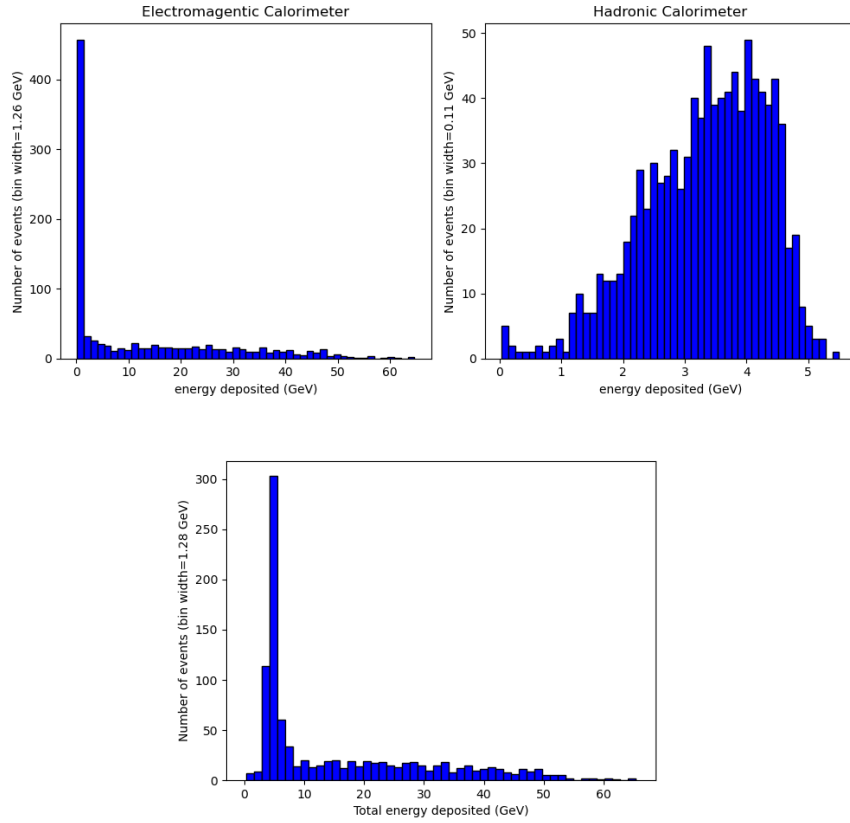 Electromagentic Calorimeter
Number of events (bin width=1.26 GeV)
400
300
200
100
0
0 10 20 30 40 50 60
energy deposited (GeV)
Hadronic Calorimeter
Number of events (bin width=0.11 GeV)
50
40
30
20
10
0
0 1 2 3 4 5
energy deposited (GeV)
Number of events (bin width=1.28 GeV)
300
250
200
150
100
50
0
0 10 20 30 40 50 60
Total energy deposited (GeV)